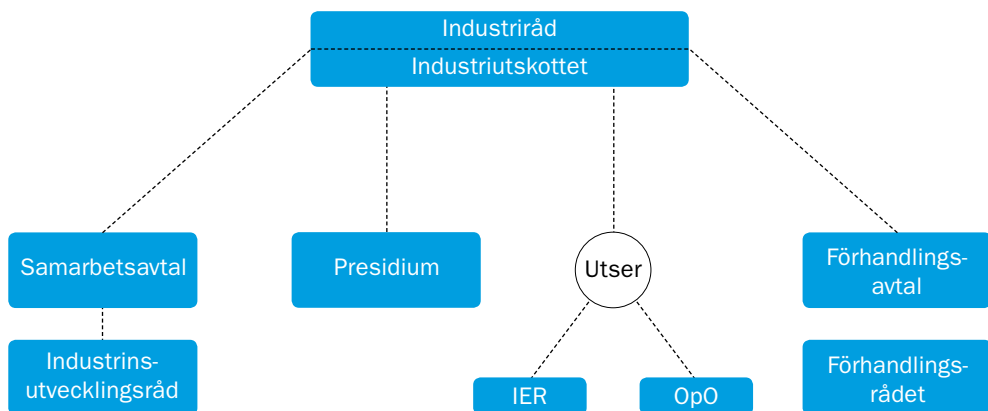 Industriråd
Industriutskottet
Samarbetsavtal
Presidium
Utser
Förhandlings-
avtal
Industrins-
utvecklingsråd
IER
OpO
Förhandlings-
rådet